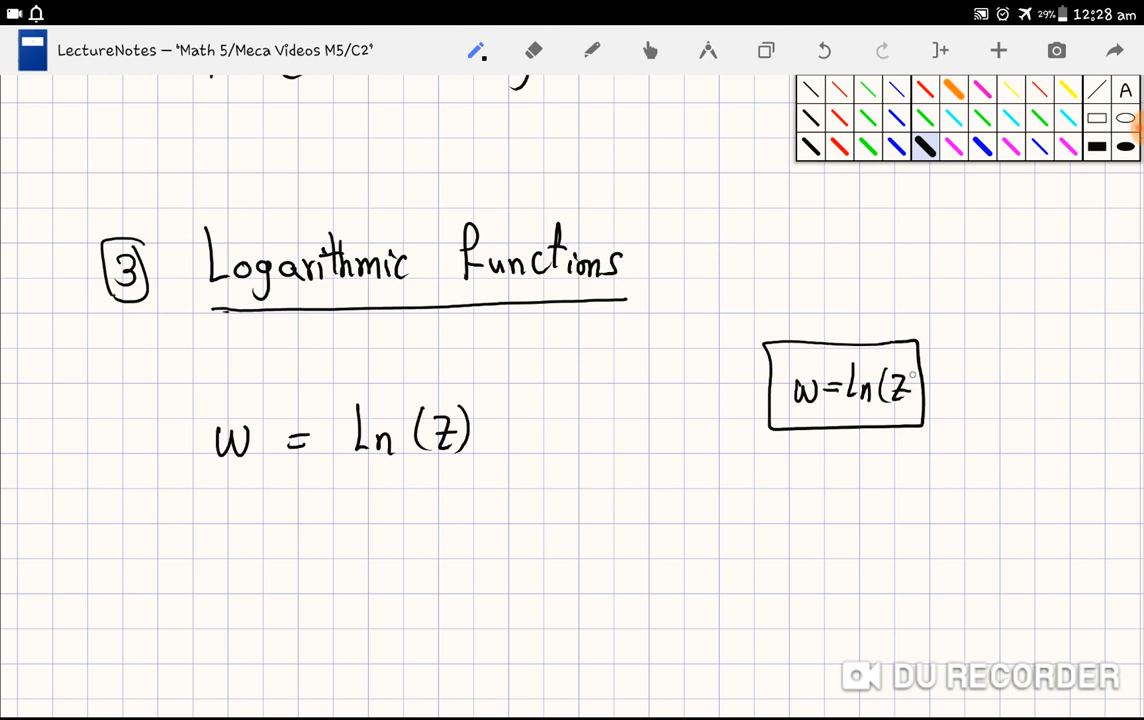 29% 12:28 am
LectureNotes – ‘Math 5/Meca Videos M5/C2’
A
3 Logarithmic functions
w = Ln(z
w = Ln (z)
DU RECORDER